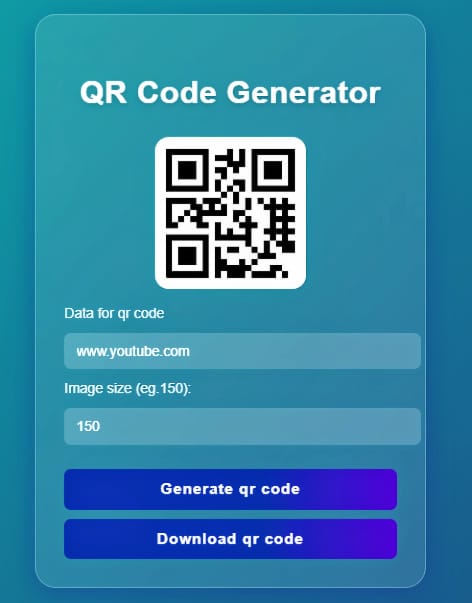 QR Code Generator
Data for qr code
www.youtube.com
Image size (eg.150):
150
Generate qr code
Download qr code